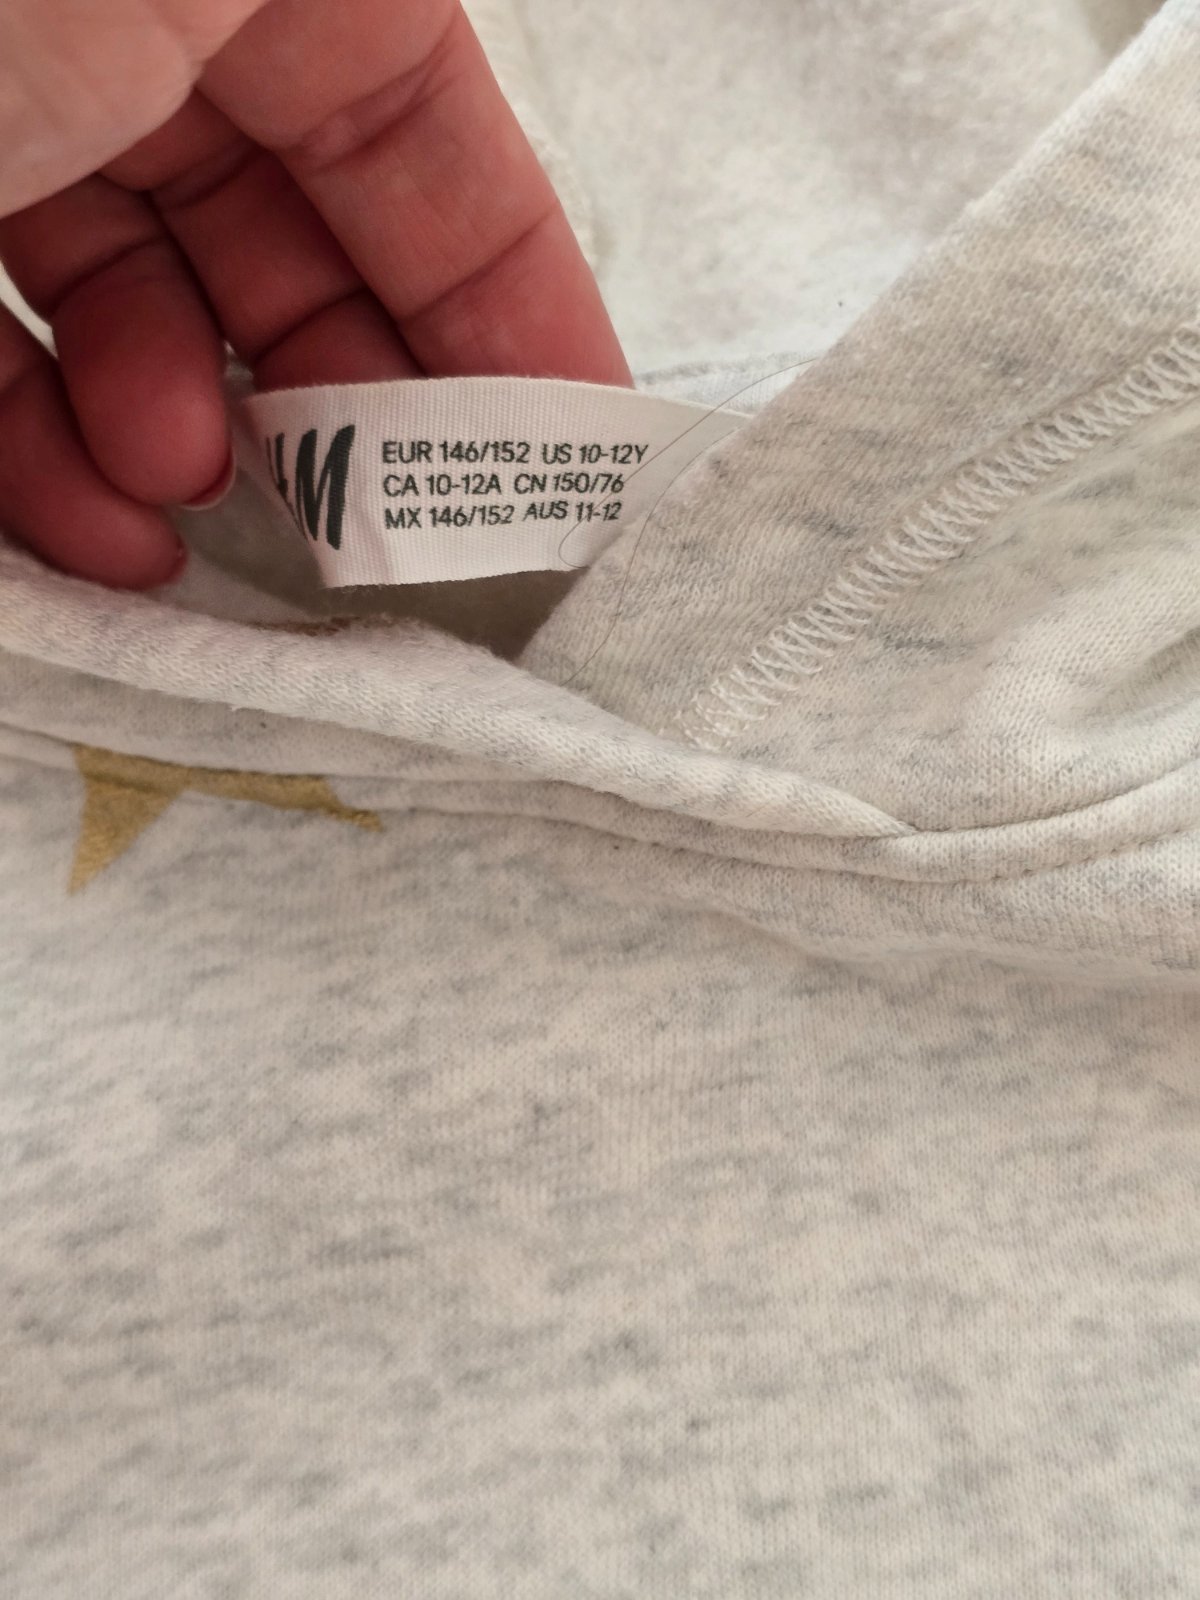 H&M
EUR 146/152 US 10-12Y
CA 10-12A CN 150/76
MX 146/152 AUS 11-12